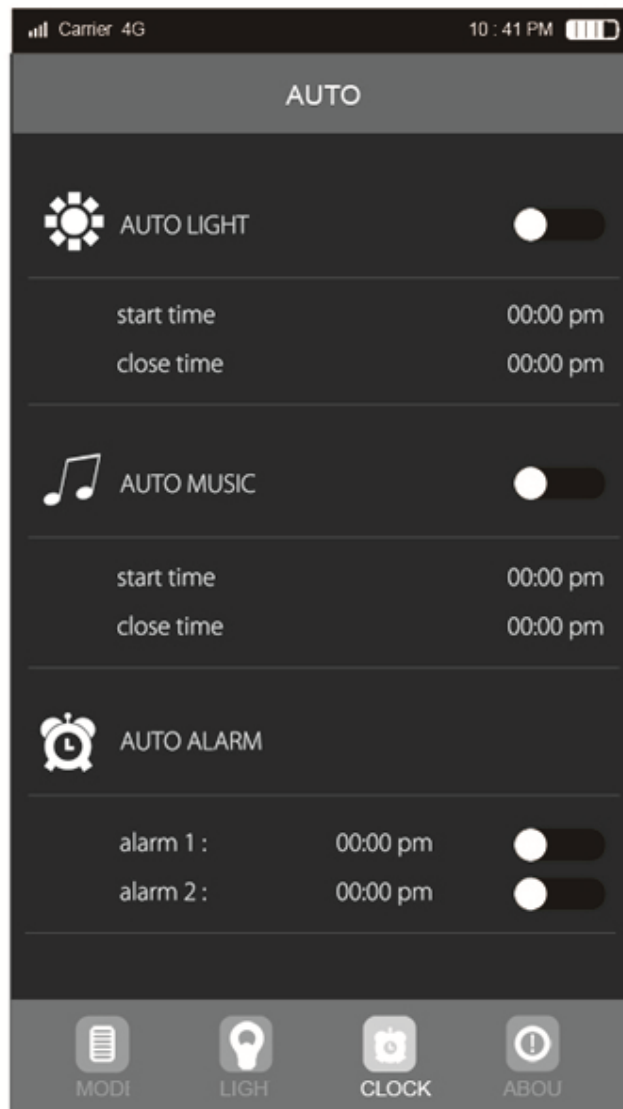 Carrier 4G 10 : 41 PM
AUTO
AUTO LIGHT
start time 00:00 pm
close time 00:00 pm
AUTO MUSIC
start time 00:00 pm
close time 00:00 pm
AUTO ALARM
alarm 1 : 00:00 pm
alarm 2 : 00:00 pm
MODE LIGH CLOCK ABOU